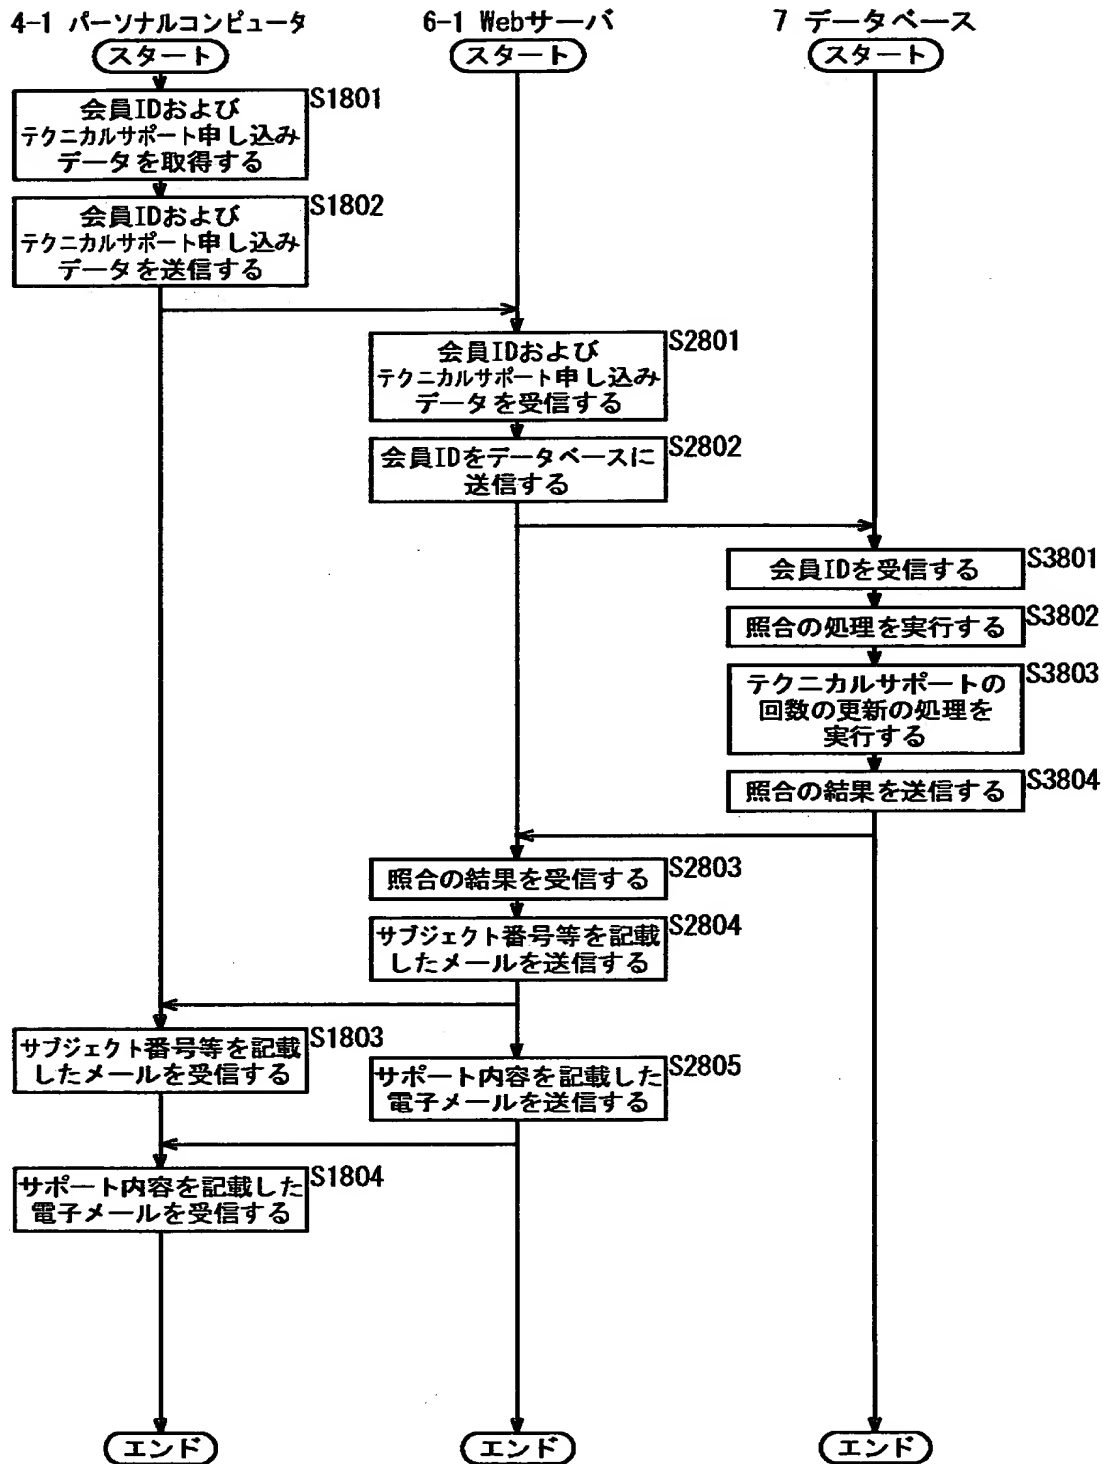 4-1 パーソナルコンピュータ
6-1 Webサーバ
7 データベース
スタート
スタート
スタート
会員IDおよび
テクニカルサポート申し込み
データを取得する
S1801
会員IDおよび
テクニカルサポート申し込み
データを送信する
S1802
会員IDおよび
テクニカルサポート申し込み
データを受信する
S2801
会員IDをデータベースに
送信する
S2802
会員IDを受信する
S3801
照合の処理を実行する
S3802
テクニカルサポートの
回数の更新の処理を
実行する
S3803
照合の結果を送信する
S3804
照合の結果を受信する
S2803
サブジェクト番号等を記載
したメールを送信する
S2804
サブジェクト番号等を記載
したメールを受信する
S1803
サポート内容を記載した
電子メールを送信する
S2805
サポート内容を記載した
電子メールを受信する
S1804
エンド
エンド
エンド